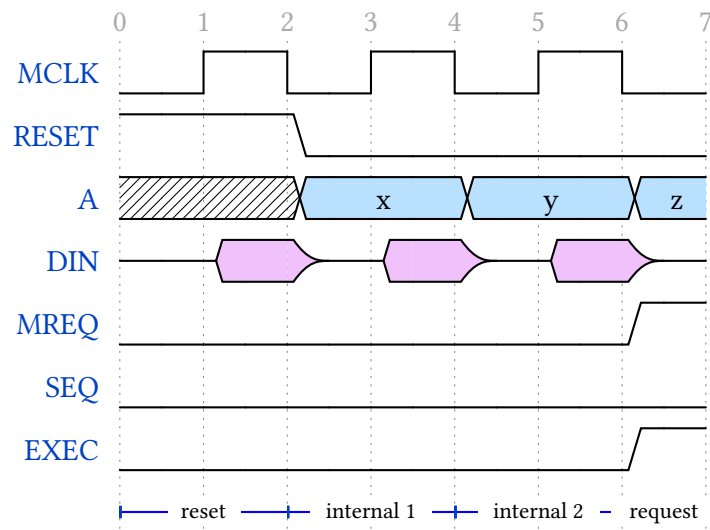 0 1 2 3 4 5 6 7
MCLK
RESET
A x y z
DIN
MREQ
SEQ
EXEC
reset internal 1 internal 2 request